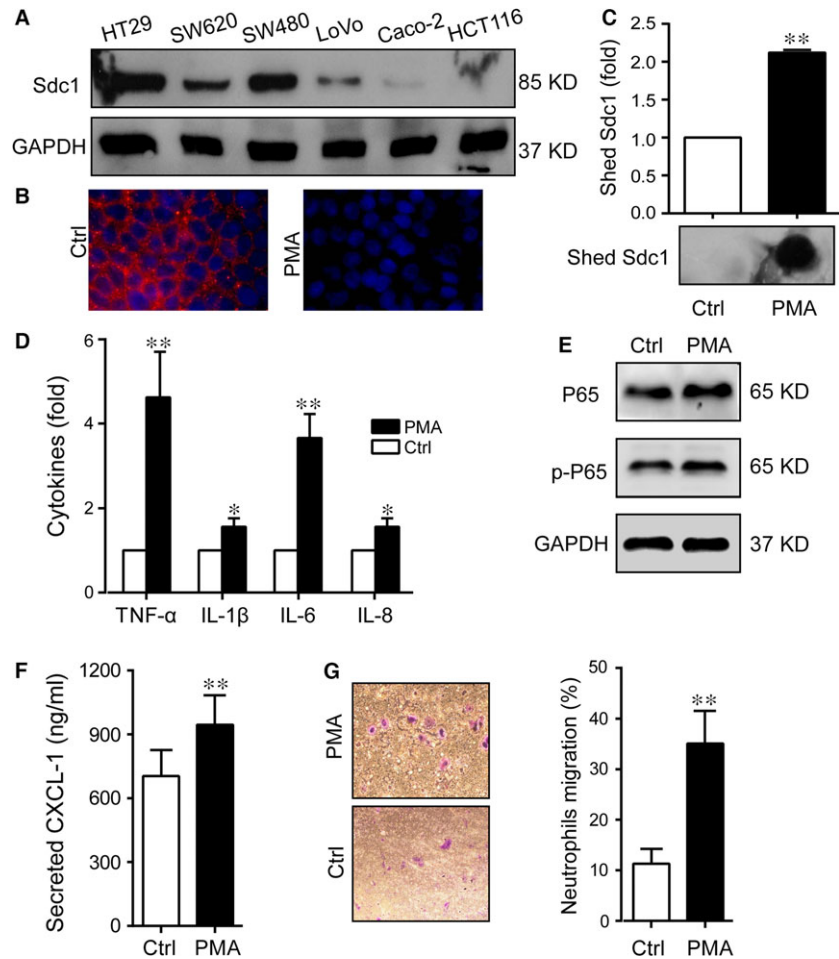 A
HT29 SW620 SW480 LoVo Caco-2 HCT116
Sdc1
85 KD
GAPDH
37 KD
B
Ctrl
PMA
C
**
Shed Sdc1 (fold)
2.5
2.0
1.5
1.0
0.5
0.0
Shed Sdc1
Ctrl PMA
D
Cytokines (fold)
6
4
2
0
** * ** *
PMA
Ctrl
TNF-α IL-1β IL-6 IL-8
E
Ctrl PMA
P65 65 KD
p-P65 65 KD
GAPDH 37 KD
F
Secreted CXCL-1 (ng/ml)
1200
900
600
300
0
**
Ctrl PMA
G
PMA
Ctrl
Neutrophils migration (%)
50
40
30
20
10
0
**
Ctrl PMA